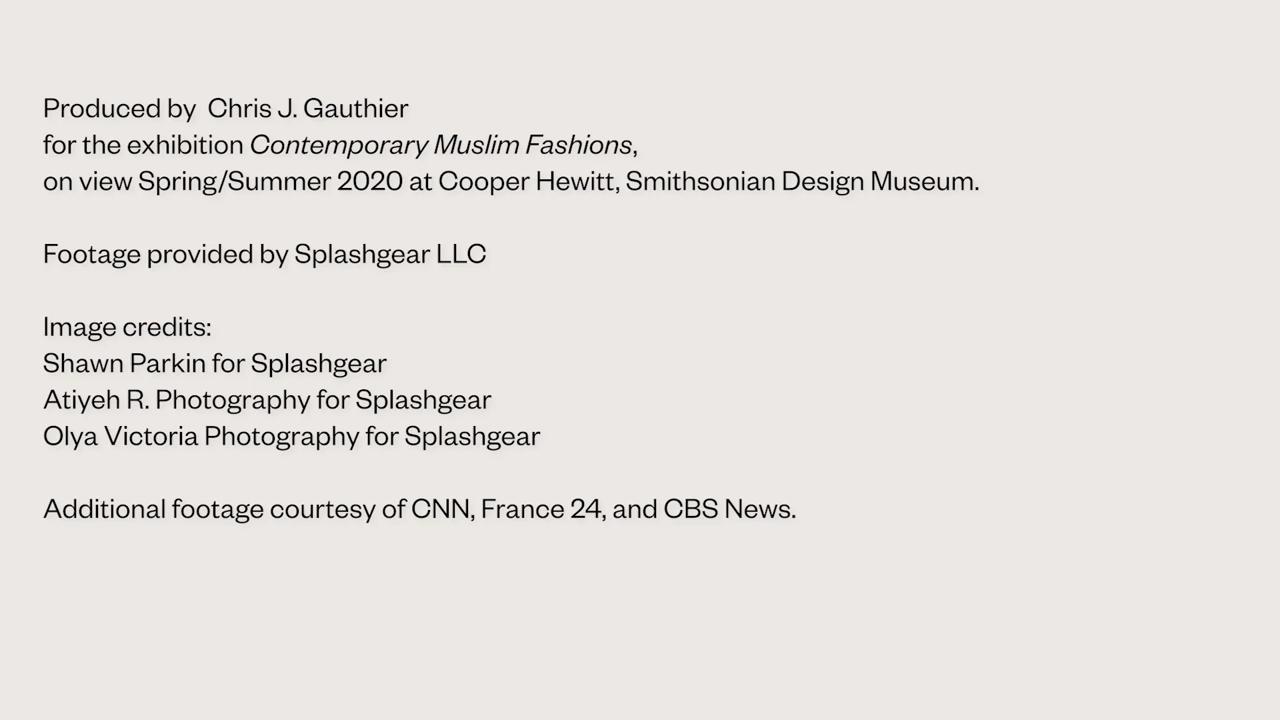 Produced by  Chris J. Gauthier
for the exhibition Contemporary Muslim Fashions,
on view Spring/Summer 2020 at Cooper Hewitt, Smithsonian Design Museum.
Footage provided by Splashgear LLC
Image credits:
Shawn Parkin for Splashgear
Atiyeh R. Photography for Splashgear
Olya Victoria Photography for Splashgear
Additional footage courtesy of CNN, France 24, and CBS News.